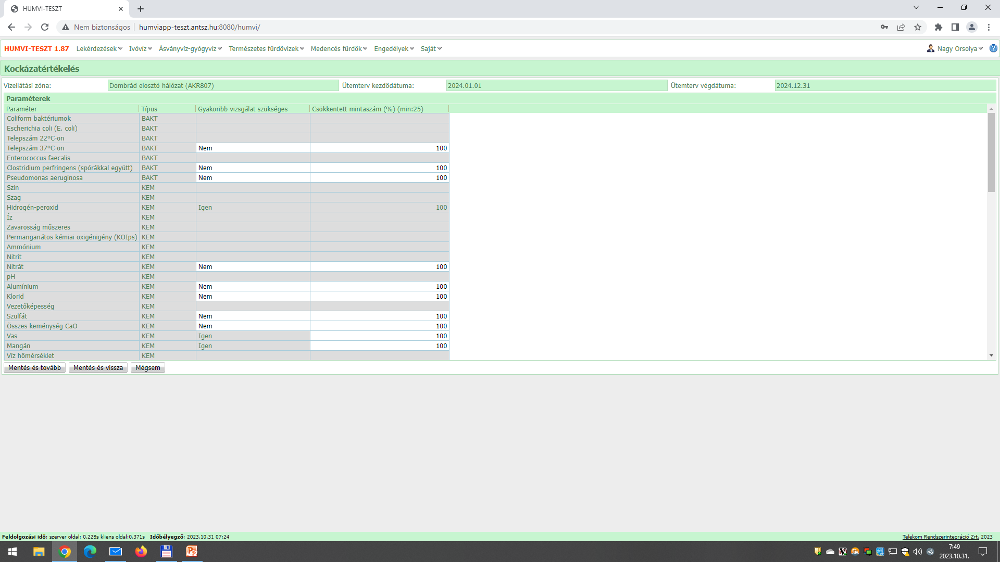 HUMVI-TESZT
Nem biztonságos humviapp-teszt.antsz.hu:8080/humvi/
HUMVI-TESZT 1.87 Lekérdezések Ivóvíz Ásványvíz-gyógyvíz Természetes fürdővizek Medencés fürdők Engedélyek Saját Nagy Orsolya ?
Kockázatértékelés
Vízellátási zóna: Dombrád elosztó hálózat (AKR807) Ütemterv kezdődátuma: 2024.01.01 Ütemterv végdátuma: 2024.12.31
Paraméterek
Paraméter Típus Gyakoribb vizsgálat szükséges Csökkentett mintaszám (%) (min:25)
Coliform baktériumok BAKT
Escherichia coli (E. coli) BAKT
Telepszám 22°C-on BAKT
Telepszám 37°C-on BAKT Nem 100
Enterococcus faecalis BAKT
Clostridium perfringens (spórákkal együtt) BAKT Nem 100
Pseudomonas aeruginosa BAKT Nem 100
Szín KEM
Szag KEM
Hidrogén-peroxid KEM Igen 100
Íz KEM
Zavarosság műszeres KEM
Permanganátos kémiai oxigénigény (KOIps) KEM
Ammónium KEM
Nitrit KEM
Nitrát KEM Nem 100
pH KEM
Alumínium KEM Nem 100
Klorid KEM Nem 100
Vezetőképesség KEM
Szulfát KEM Nem 100
Összes keménység CaO KEM Nem 100
Vas KEM Igen 100
Mangán KEM Igen 100
Víz hőmérséklet KEM
Mentés és tovább Mentés és vissza Mégsem
Feldolgozási idő: szerver oldal: 0,228s kliens oldal:0,371s Időbélyegző: 2023.10.31 07:24 Telekom Rendszerintegráció Zrt. 2023
7:49
2023.10.31.